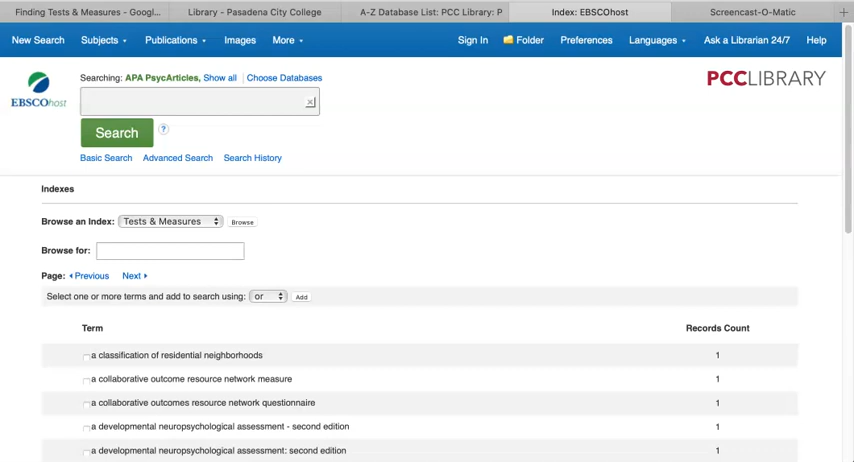 Finding Tests & Measures - Googl... Library - Pasadena City College A-Z Database List: PCC Library: P Index: EBSCOhost Screencast-O-Matic +
New Search Subjects Publications Images More Sign In Folder Preferences Languages Ask a Librarian 24/7 Help
Searching: APA PsycArticles, Show all | Choose Databases
EBSCOhost
PCCLIBRARY
Search ?
Basic Search Advanced Search Search History
Indexes
Browse an Index: Tests & Measures Browse
Browse for:
Page: Previous Next
Select one or more terms and add to search using: or Add
Term Records Count
a classification of residential neighborhoods 1
a collaborative outcome resource network measure 1
a collaborative outcomes resource network questionnaire 1
a developmental neuropsychological assessment - second edition 1
a developmental neuropsychological assessment: second edition 1